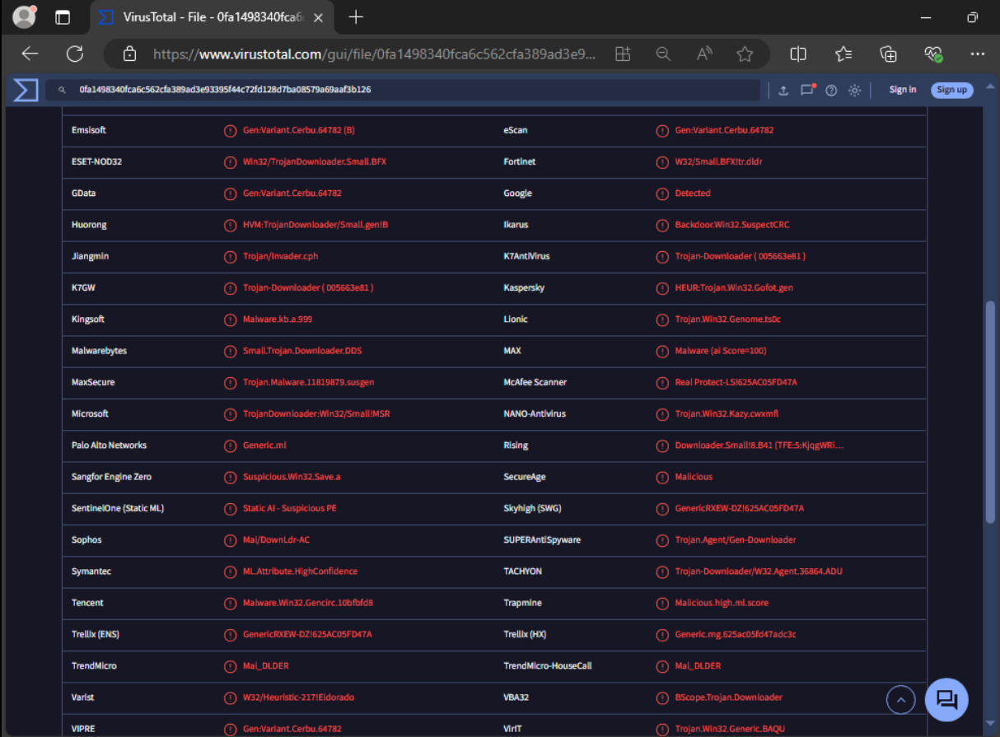 VirusTotal - File - 0fa1498340fca6
https://www.virustotal.com/gui/file/0fa1498340fca6c562cfa389ad3e9...
0fa1498340fca6c562cfa389ad3e93395f44c72fd128d7ba08579a69aaf3b126
Sign in
Sign up
Emsisoft Gen:Variant.Cerbu.64782 (B) eScan Gen:Variant.Cerbu.64782
ESET-NOD32 Win32/TrojanDownloader.Small.BFX Fortinet W32/Small.BFX!tr.dldr
GData Gen:Variant.Cerbu.64782 Google Detected
Huorong HVM:TrojanDownloader/Small.gen!B Ikarus Backdoor.Win32.SuspectCRC
Jiangmin Trojan/Invader.cph K7AntiVirus Trojan-Downloader ( 005663e81 )
K7GW Trojan-Downloader ( 005663e81 ) Kaspersky HEUR:Trojan.Win32.Gofot.gen
Kingsoft Malware.kb.a.999 Lionic Trojan.Win32.Genome.ts0c
Malwarebytes Small.Trojan.Downloader.DDS MAX Malware (ai Score=100)
MaxSecure Trojan.Malware.11819879.susgen McAfee Scanner Real Protect-LS!625AC05FD47A
Microsoft TrojanDownloader:Win32/Small!MSR NANO-Antivirus Trojan.Win32.Kazy.cwxmfl
Palo Alto Networks Generic.ml Rising Downloader.Small!8.B41 (TFE:5:KjqgWRi...
Sangfor Engine Zero Suspicious.Win32.Save.a SecureAge Malicious
SentinelOne (Static ML) Static AI - Suspicious PE Skyhigh (SWG) GenericRXEW-DZ!625AC05FD47A
Sophos Mal/DownLdr-AC SUPERAntiSpyware Trojan.Agent/Gen-Downloader
Symantec ML.Attribute.HighConfidence TACHYON Trojan-Downloader/W32.Agent.36864.ADU
Tencent Malware.Win32.Gencirc.10bfbfd8 Trapmine Malicious.high.ml.score
Trellix (ENS) GenericRXEW-DZ!625AC05FD47A Trellix (HX) Generic.mg.625ac05fd47adc3c
TrendMicro Mal_DLDER TrendMicro-HouseCall Mal_DLDER
Varist W32/Heuristic-217!Eldorado VBA32 BScope.Trojan.Downloader
VIPRE Gen:Variant.Cerbu.64782 VirIT Trojan.Win32.Generic.BAQU